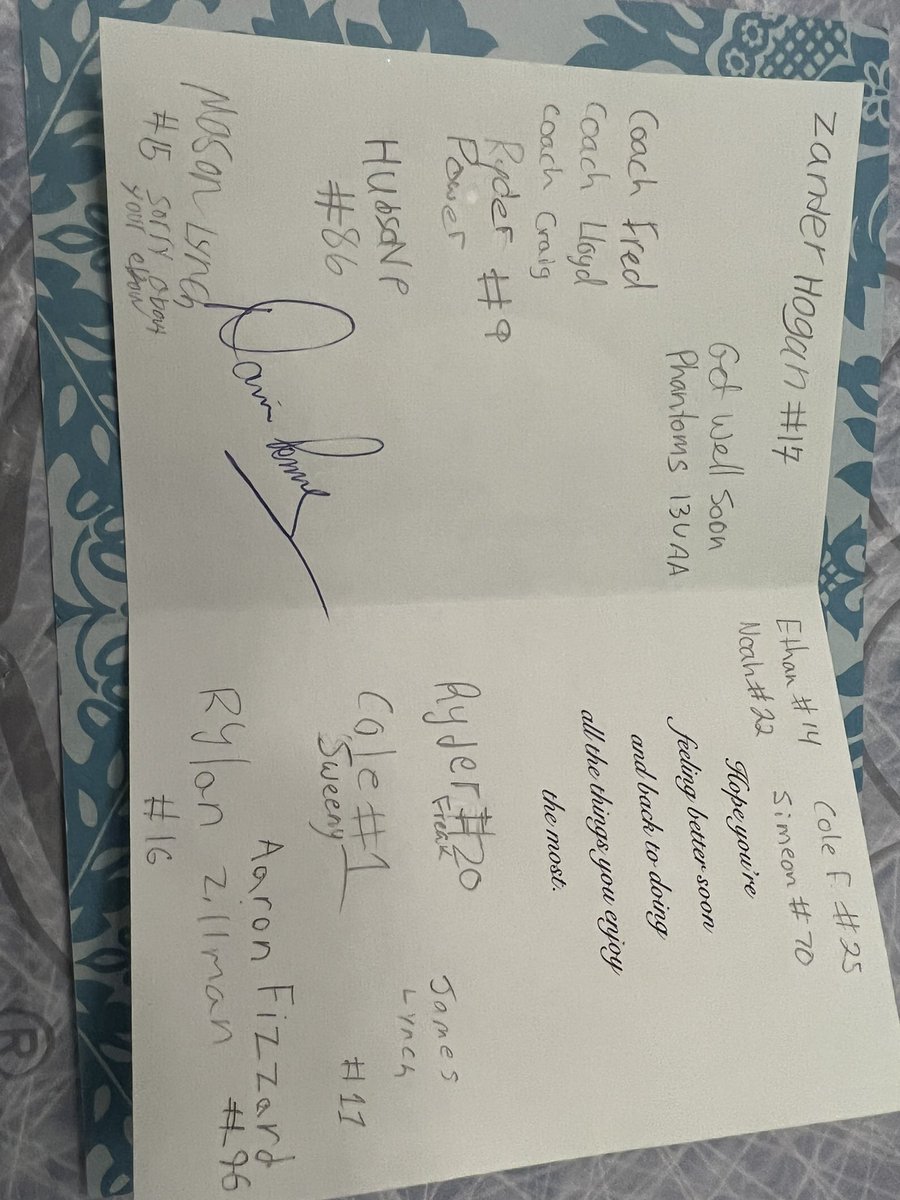 Zander Hogan #17
Get Well Soon
Phantoms 13U AA
Coach Fred
Coach Lloyd
Coach Craig
Ryder #9
Power
HudsoN P
#86
Mason Lynch
#15 Sorry about
your elbow
Cole F. #25
Ethan #14
Simeon #70
Noah #22
Hope you're
feeling better soon
and back to doing
all the things you enjoy
the most.
Ryder #20
Freak
James
Lynch
#11
Cole #1
Sweeny
Aaron Fizzard
#96
Rylan Zillman
#16
®